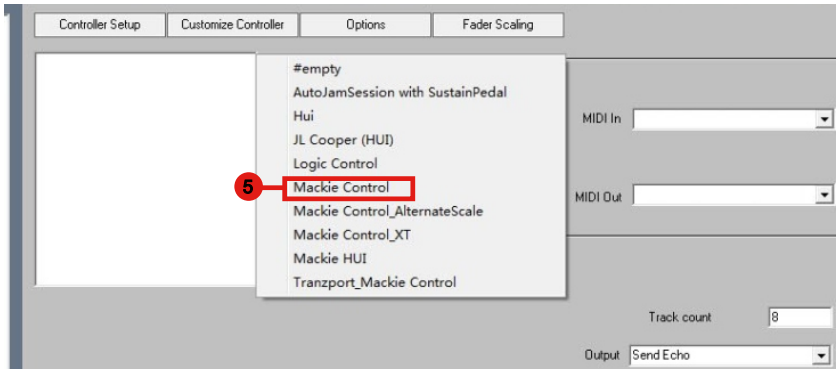 Controller Setup
Customize Controller
Options
Fader Scaling
#empty
AutoJamSession with SustainPedal
Hui
JL Cooper (HUI)
Logic Control
5
Mackie Control
Mackie Control_AlternateScale
Mackie Control_XT
Mackie HUI
Tranzport_Mackie Control
MIDI In
MIDI Out
Track count
8
Output
Send Echo